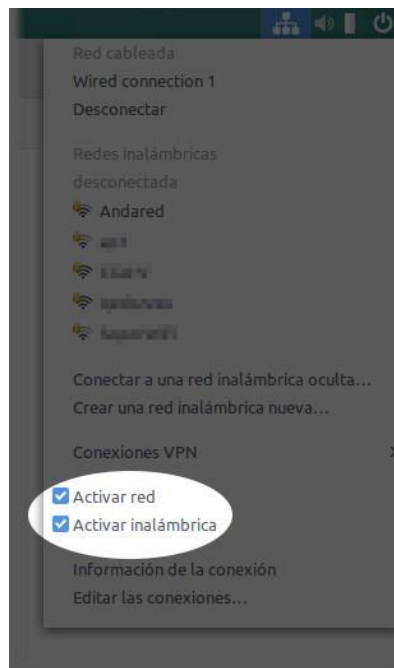 Red cableada
Wired connection 1
Desconectar
Redes inalámbricas
desconectada
Andared
Conectar a una red inalámbrica oculta...
Crear una red inalámbrica nueva...
Conexiones VPN
Activar red
Activar inalámbrica
Información de la conexión
Editar las conexiones...